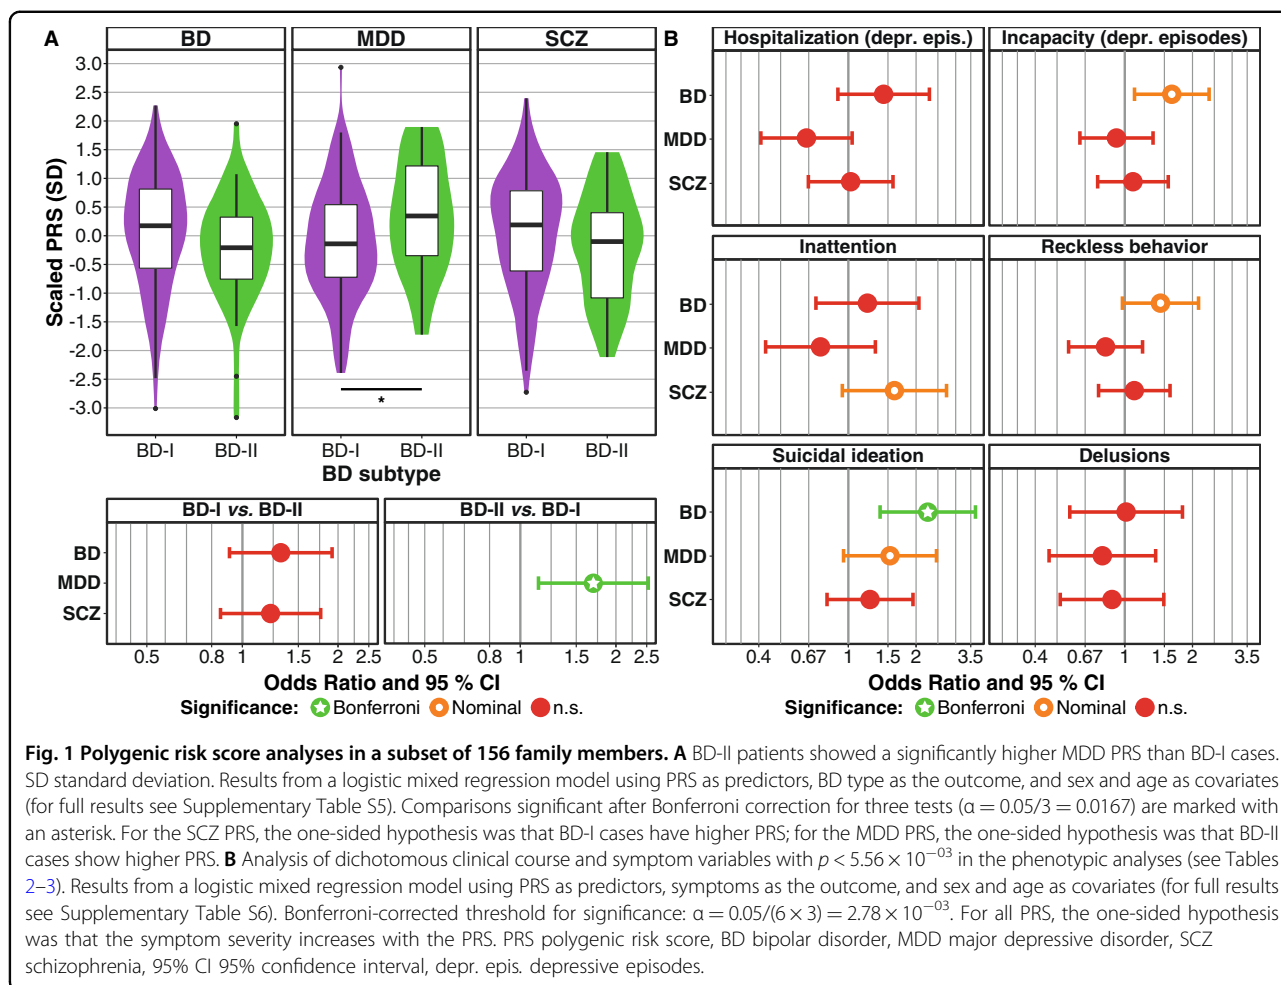 A
BD
MDD
SCZ
Scaled PRS (SD)
3.0
2.5
2.0
1.5
1.0
0.5
0.0
-0.5
-1.0
-1.5
-2.0
-2.5
-3.0
*
BD-I
BD-II
BD-I
BD-II
BD-I
BD-II
BD subtype
BD-I vs. BD-II
BD-II vs. BD-I
BD
MDD
SCZ
0.5 0.8 1 1.5 2 2.5
0.5 0.8 1 1.5 2 2.5
Odds Ratio and 95 % CI
Significance: Bonferroni Nominal n.s.
B
Hospitalization (depr. epis.)
Incapacity (depr. episodes)
BD
MDD
SCZ
Inattention
Reckless behavior
BD
MDD
SCZ
Suicidal ideation
Delusions
BD
MDD
SCZ
0.4 0.67 1 1.5 2 3.5
0.4 0.67 1 1.5 2 3.5
Odds Ratio and 95 % CI
Significance: Bonferroni Nominal n.s.
Fig. 1 Polygenic risk score analyses in a subset of 156 family members. A BD-II patients showed a significantly higher MDD PRS than BD-I cases.
SD standard deviation. Results from a logistic mixed regression model using PRS as predictors, BD type as the outcome, and sex and age as covariates
(for full results see Supplementary Table S5). Comparisons significant after Bonferroni correction for three tests (α = 0.05/3 = 0.0167) are marked with
an asterisk. For the SCZ PRS, the one-sided hypothesis was that BD-I cases have higher PRS; for the MDD PRS, the one-sided hypothesis was that BD-II
cases show higher PRS. B Analysis of dichotomous clinical course and symptom variables with p < 5.56 × 10⁻⁰³ in the phenotypic analyses (see Tables
2–3). Results from a logistic mixed regression model using PRS as predictors, symptoms as the outcome, and sex and age as covariates (for full results
see Supplementary Table S6). Bonferroni-corrected threshold for significance: α = 0.05/(6 × 3) = 2.78 × 10⁻⁰³. For all PRS, the one-sided hypothesis
was that the symptom severity increases with the PRS. PRS polygenic risk score, BD bipolar disorder, MDD major depressive disorder, SCZ
schizophrenia, 95% CI 95% confidence interval, depr. epis. depressive episodes.